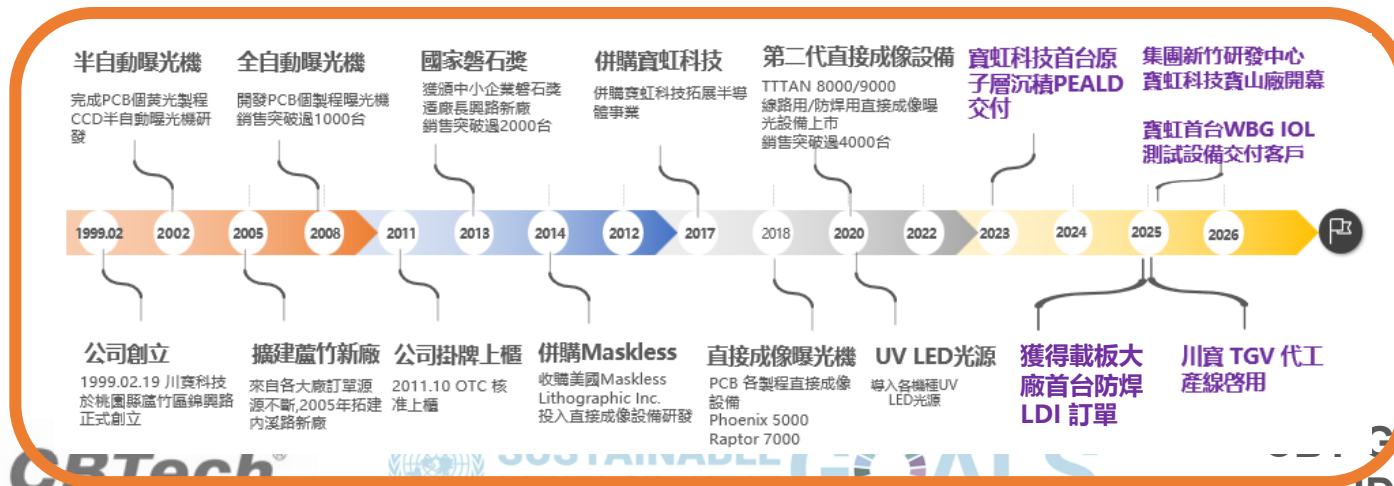 半自動曝光機
完成PCB個黃光製程
CCD半自動曝光機研
發
全自動曝光機
開發PCB個製程曝光機
銷售突破過1000台
國家磐石獎
獲頒中小企業磐石獎
遷廠長興路新廠
銷售突破過2000台
併購寶虹科技
併購寶虹科技拓展半導
體事業
第二代直接成像設備
TTTAN 8000/9000
線路用/防焊用直接成像曝
光設備上市
銷售突破過4000台
寶虹科技首台原
子層沉積PEALD
交付
集團新竹研發中心
寶虹科技寶山廠開幕
寶虹首台WBG IOL
測試設備交付客戶
1999.02
2002
2005
2008
2011
2013
2014
2012
2017
2018
2020
2022
2023
2024
2025
2026
公司創立
1999.02.19 川寶科技
於桃園縣蘆竹區錦興路
正式創立
擴建蘆竹新廠
來自各大廠訂單源
源不斷,2005年拓建
內溪路新廠
公司掛牌上櫃
2011.10 OTC 核
准上櫃
併購Maskless
收購美國Maskless
Lithographic Inc.
投入直接成像設備研發
直接成像曝光機
PCB 各製程直接成像
設備
Phoenix 5000
Raptor 7000
UV LED光源
導入各機種UV
LED光源
獲得載板大
廠首台防焊
LDI 訂單
川寶 TGV 代工
產線啓用
CBTech
SUSTAINABLE
GOALS